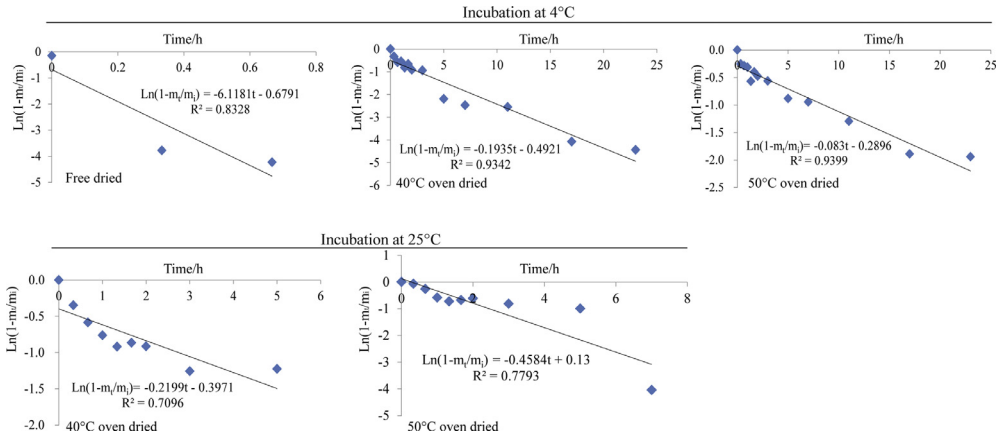 Incubation at 4°C
Time/h
0
0.2
0.4
0.6
0.8
0
-1
-2
-3
-4
-5
Ln(1-mt/mi)
Ln(1-mt/mi) = -6.1181t - 0.6791
R² = 0.8328
Free dried
Time/h
0
5
10
15
20
25
0
-1
-2
-3
-4
-5
-6
Ln(1-mt/mi)
Ln(1-mt/mi) = -0.1935t - 0.4921
R² = 0.9342
40°C oven dried
Time/h
0
5
10
15
20
25
0.0
-0.5
-1.0
-1.5
-2.0
-2.5
Ln(1-mt/mi)
Ln(1-mt/mi)= -0.083t - 0.2896
R² = 0.9399
50°C oven dried
Incubation at 25°C
Time/h
0
1
2
3
4
5
6
0.0
-0.5
-1.0
-1.5
-2.0
Ln(1-mt/mi)
Ln(1-mt/mi)= -0.2199t - 0.3971
R² = 0.7096
40°C oven dried
Time/h
0
2
4
6
8
1
0
-1
-2
-3
-4
-5
Ln(1-mt/mi)
Ln(1-mt/mi) = -0.4584t + 0.13
R² = 0.7793
50°C oven dried